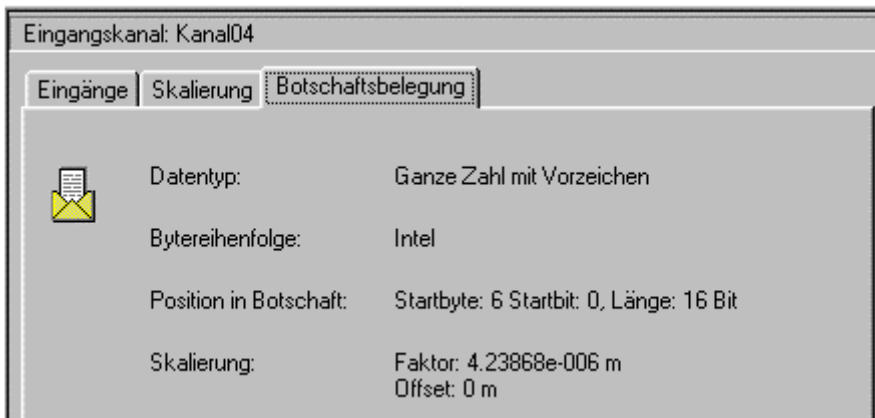 Eingangskanal: Kanal04
Eingänge Skalierung Botschaftsbelegung
Datentyp: Ganze Zahl mit Vorzeichen
Bytereihenfolge: Intel
Position in Botschaft: Startbyte: 6 Startbit: 0, Länge: 16 Bit
Skalierung: Faktor: 4.23868e-006 m
Offset: 0 m